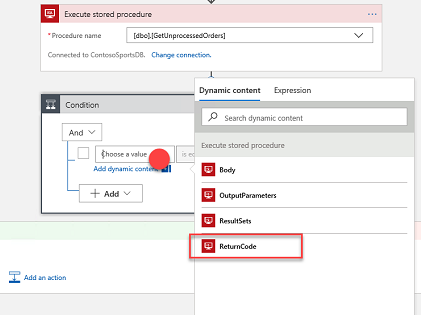 Execute stored procedure
* Procedure name
[dbo].[GetUnprocessedOrders]
Connected to ContosoSportsDB. Change connection.
Condition
And
Choose a value
is eq
Add dynamic content
+ Add
Add an action
Dynamic content Expression
Search dynamic content
Execute stored procedure
Body
OutputParameters
ResultSets
ReturnCode